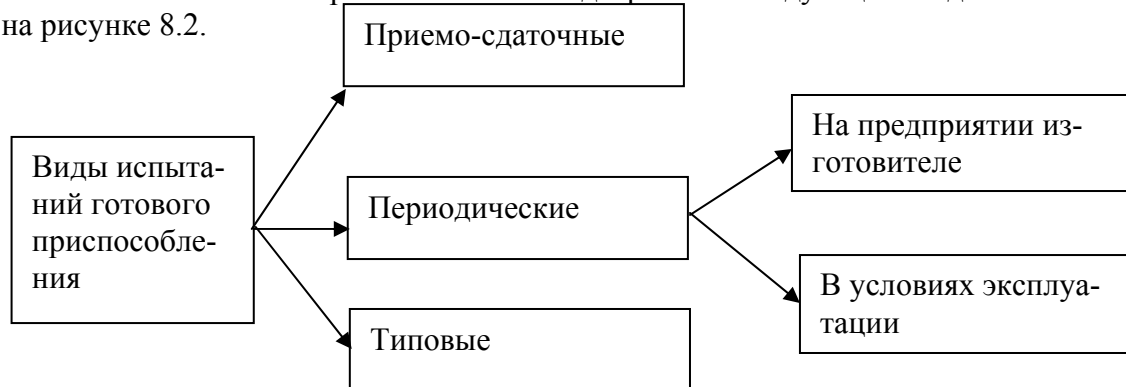 на рисунке 8.2.
Приемо-сдаточные
Виды испыта-
ний готового
приспособле-
ния
Периодические
Типовые
На предприятии из-
готовителе
В условиях эксплуа-
тации